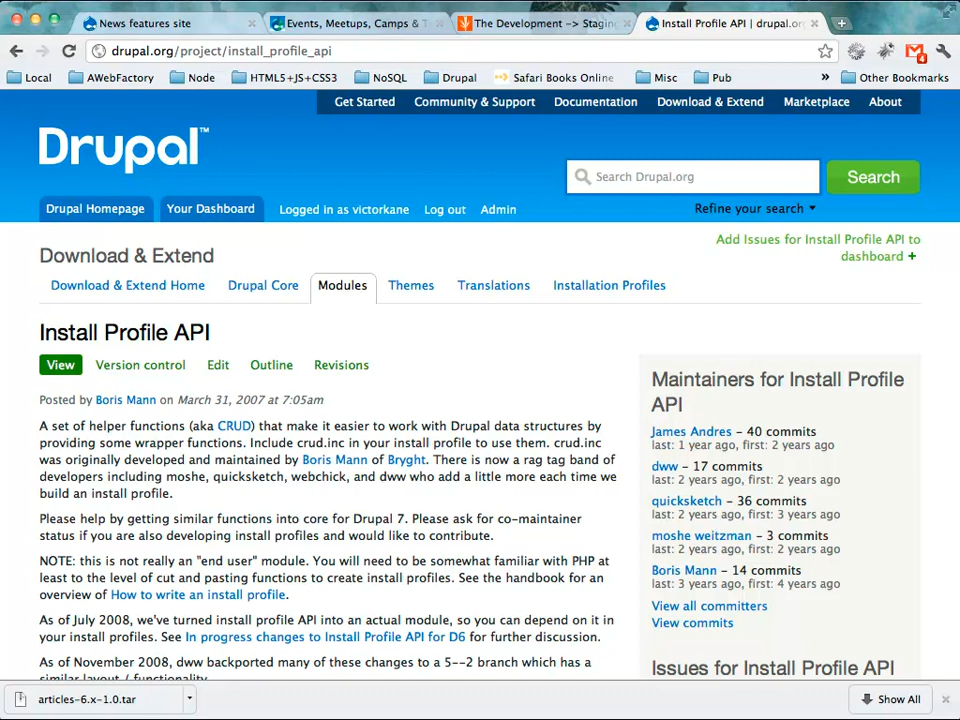 News features site
Events, Meetups, Camps & T
The Development -> Staging
Install Profile API | drupal.org
drupal.org/project/install_profile_api
4
Local
AWebFactory
Node
HTML5+JS+CSS3
NoSQL
Drupal
Safari Books Online
Misc
Pub
»
Other Bookmarks
Get Started
Community & Support
Documentation
Download & Extend
Marketplace
About
Drupal™
Search Drupal.org
Search
Refine your search
Drupal Homepage
Your Dashboard
Logged in as victorkane
Log out
Admin
Download & Extend
Add Issues for Install Profile API to
dashboard +
Download & Extend Home
Drupal Core
Modules
Themes
Translations
Installation Profiles
Install Profile API
View
Version control
Edit
Outline
Revisions
Posted by Boris Mann on March 31, 2007 at 7:05am
A set of helper functions (aka CRUD) that make it easier to work with Drupal data structures by
providing some wrapper functions. Include crud.inc in your install profile to use them. crud.inc
was originally developed and maintained by Boris Mann of Bryght. There is now a rag tag band of
developers including moshe, quicksketch, webchick, and dww who add a little more each time we
build an install profile.
Please help by getting similar functions into core for Drupal 7. Please ask for co-maintainer
status if you are also developing install profiles and would like to contribute.
NOTE: this is not really an "end user" module. You will need to be somewhat familiar with PHP at
least to the level of cut and pasting functions to create install profiles. See the handbook for an
overview of How to write an install profile.
As of July 2008, we've turned install profile API into an actual module, so you can depend on it in
your install profiles. See In progress changes to Install Profile API for D6 for further discussion.
As of November 2008, dww backported many of these changes to a 5--2 branch which has a
similar layout / functionality.
Maintainers for Install Profile
API
James Andres – 40 commits
last: 1 year ago, first: 2 years ago
dww – 17 commits
last: 2 years ago, first: 2 years ago
quicksketch – 36 commits
last: 2 years ago, first: 3 years ago
moshe weitzman – 3 commits
last: 2 years ago, first: 2 years ago
Boris Mann – 14 commits
last: 3 years ago, first: 4 years ago
View all committers
View commits
Issues for Install Profile API
articles-6.x-1.0.tar
Show All